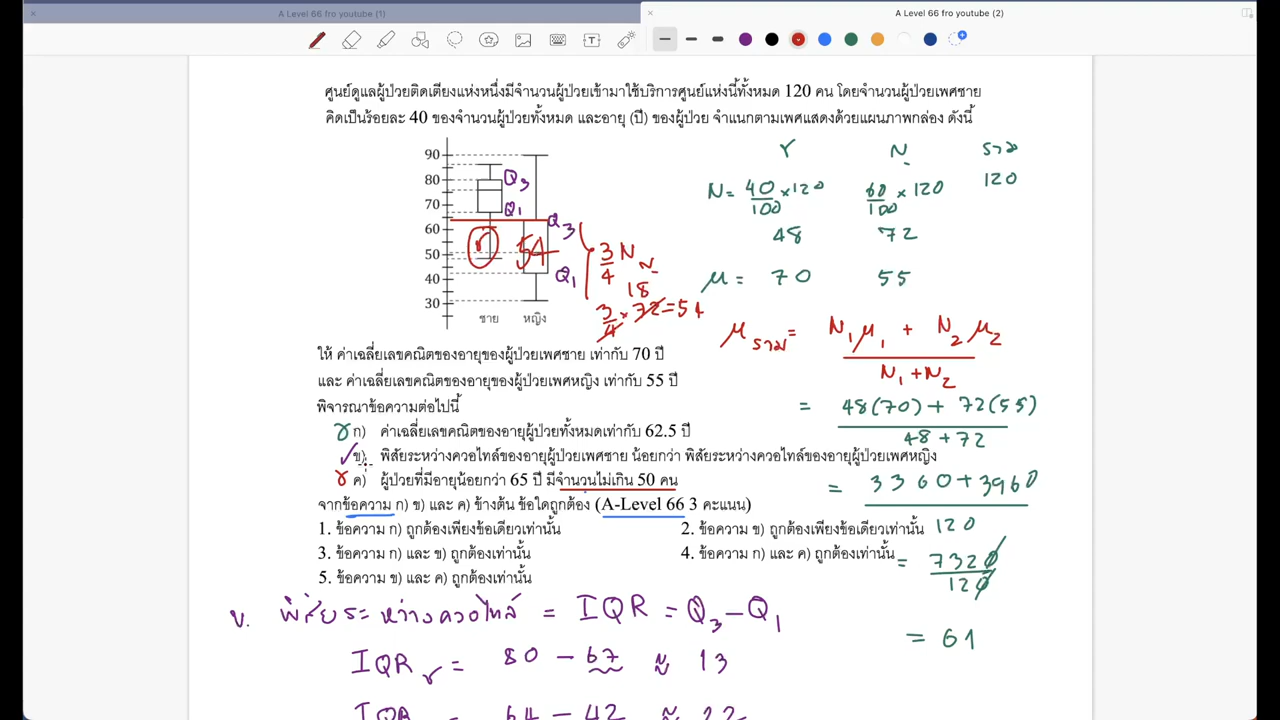 A Level 66 fro youtube (1)
A Level 66 fro youtube (2)
ศูนย์ดูแลผู้ป่วยติดเตียงแห่งหนึ่งมีจำนวนผู้ป่วยเข้ามาใช้บริการศูนย์แห่งนี้ทั้งหมด 120 คน โดยจำนวนผู้ป่วยเพศชาย
คิดเป็นร้อยละ 40 ของจำนวนผู้ป่วยทั้งหมด และอายุ (ปี) ของผู้ป่วย จำแนกตามเพศแสดงด้วยแผนภาพกล่อง ดังนี้
90
80
70
60
50
40
30
ชาย หญิง
Q3
Q1
Q3
Q1
54
3/4 N
18
3/4 × 72 = 54
ช ญ รวม
N = 40/100 × 120 60/100 × 120 120
48 72
μ = 70 55
μ รวม = N1 μ1 + N2 μ2
N1 + N2
= 48(70) + 72(55)
48 + 72
= 3360 + 3960
120
= 7320
120
= 61
ให้ ค่าเฉลี่ยเลขคณิตของอายุของผู้ป่วยเพศชาย เท่ากับ 70 ปี
และ ค่าเฉลี่ยเลขคณิตของอายุของผู้ป่วยเพศหญิง เท่ากับ 55 ปี
พิจารณาข้อความต่อไปนี้
ก) ค่าเฉลี่ยเลขคณิตของอายุผู้ป่วยทั้งหมดเท่ากับ 62.5 ปี
✓ ข) พิสัยระหว่างควอไทล์ของอายุผู้ป่วยเพศชาย น้อยกว่า พิสัยระหว่างควอไทล์ของอายุผู้ป่วยเพศหญิง
ค) ผู้ป่วยที่มีอายุน้อยกว่า 65 ปี มีจำนวนไม่เกิน 50 คน
จากข้อความ ก) ข) และ ค) ข้างต้น ข้อใดถูกต้อง (A-Level 66 3 คะแนน)
1. ข้อความ ก) ถูกต้องเพียงข้อเดียวเท่านั้น 2. ข้อความ ข) ถูกต้องเพียงข้อเดียวเท่านั้น
3. ข้อความ ก) และ ข) ถูกต้องเท่านั้น 4. ข้อความ ก) และ ค) ถูกต้องเท่านั้น
5. ข้อความ ข) และ ค) ถูกต้องเท่านั้น
ข. พิสัยระหว่างควอไทล์ = IQR = Q3 − Q1
IQR ช = 80 − 67 ≈ 13
IQR = 64 − 42 ≈ 22